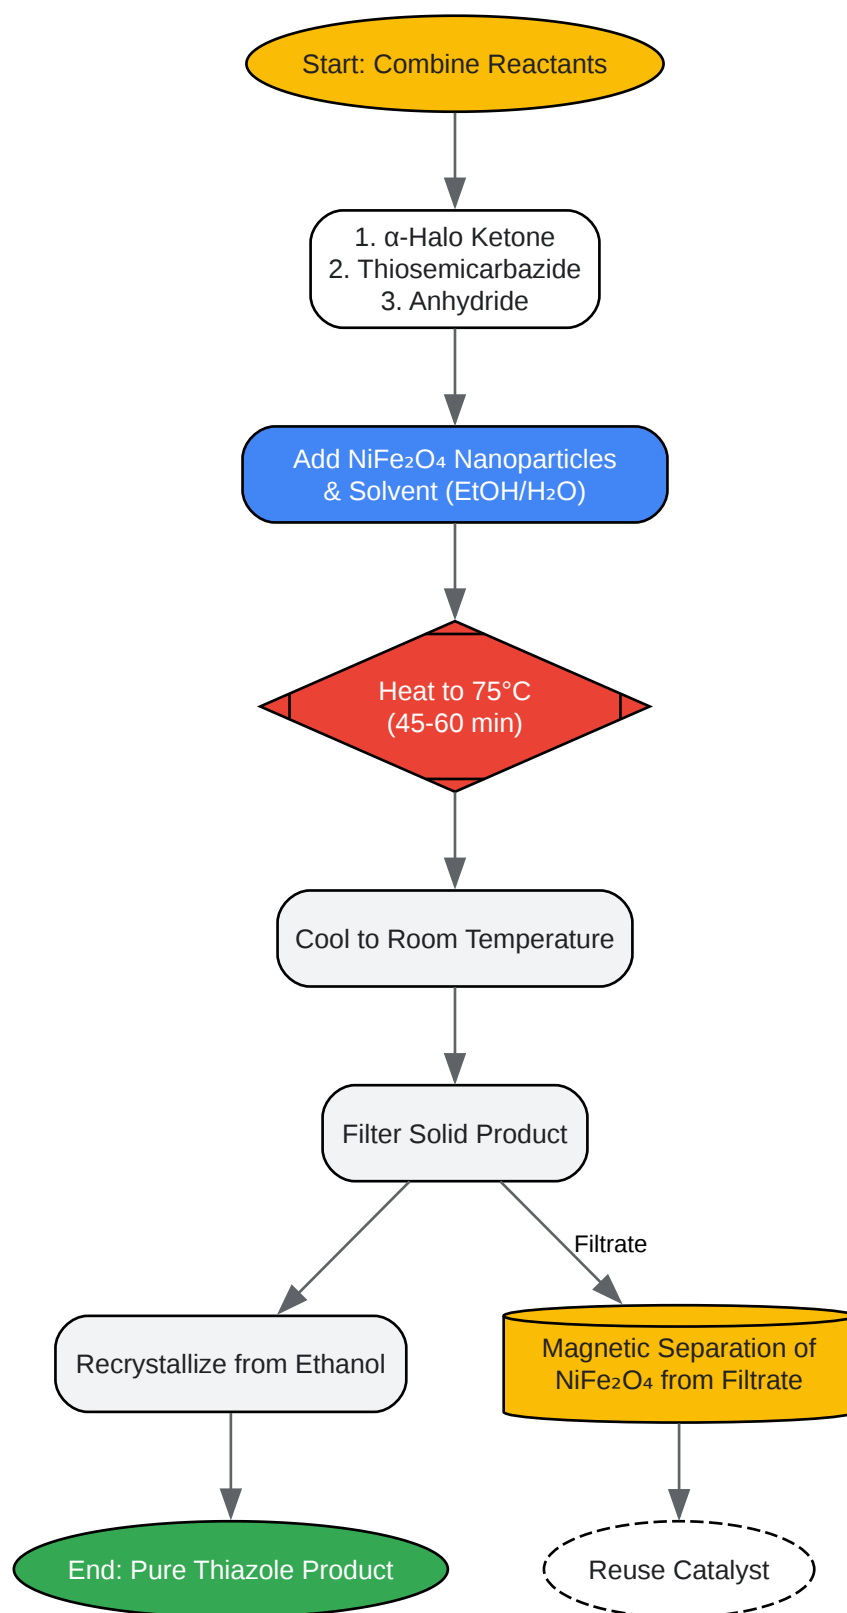 Start: Combine Reactants
1. α-Halo Ketone
2. Thiosemicarbazide
3. Anhydride
Add NiFe₂O₄ Nanoparticles
& Solvent (EtOH/H₂O)
Heat to 75°C
(45-60 min)
Cool to Room Temperature
Filter Solid Product
Filtrate
Recrystallize from Ethanol
Magnetic Separation of
NiFe₂O₄ from Filtrate
End: Pure Thiazole Product
Reuse Catalyst